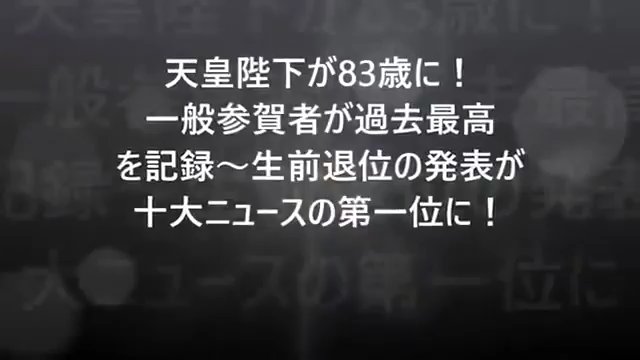 天皇陛下が83歳に！
一般参賀者が過去最高
を記録～生前退位の発表が
十大ニュースの第一位に！